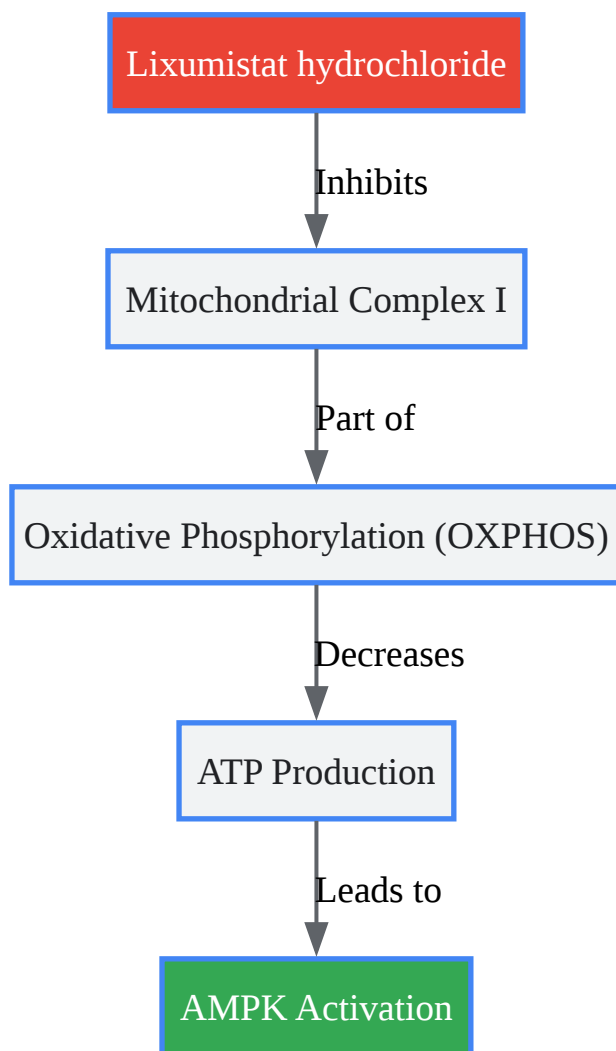 Lixumistat hydrochloride
Inhibits
Mitochondrial Complex I
Part of
Oxidative Phosphorylation (OXPHOS)
Decreases
ATP Production
Leads to
AMPK Activation